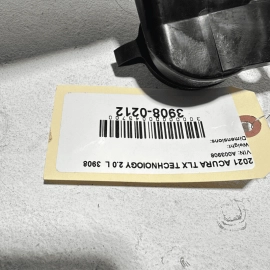 2021 ACURA TLX TECHNOLOGY 2.0 L 3908
VIN: A003908
Weight:
Dimensions:
3908-0212